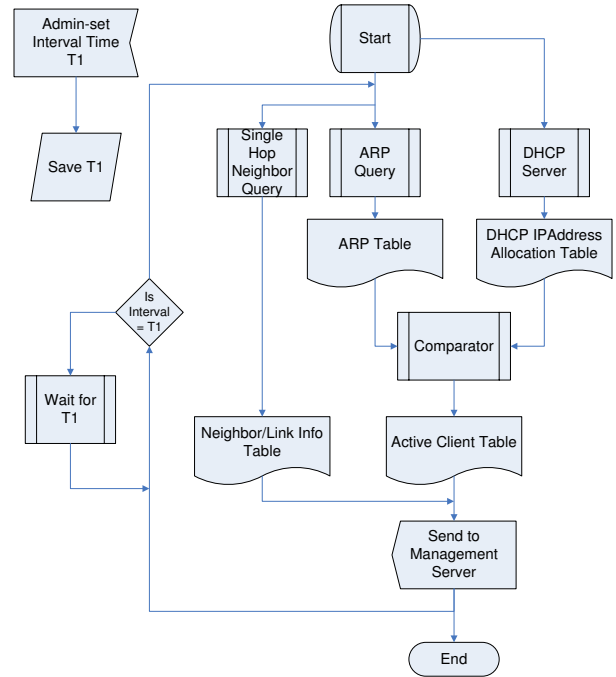 Admin-set
Interval Time
T1
Start
Save T1
Single
Hop
Neighbor
Query
ARP
Query
DHCP
Server
ARP Table
DHCP IPAddress
Allocation Table
Is
Interval
= T1
Comparator
Wait for
T1
Neighbor/Link Info
Table
Active Client Table
Send to
Management
Server
End